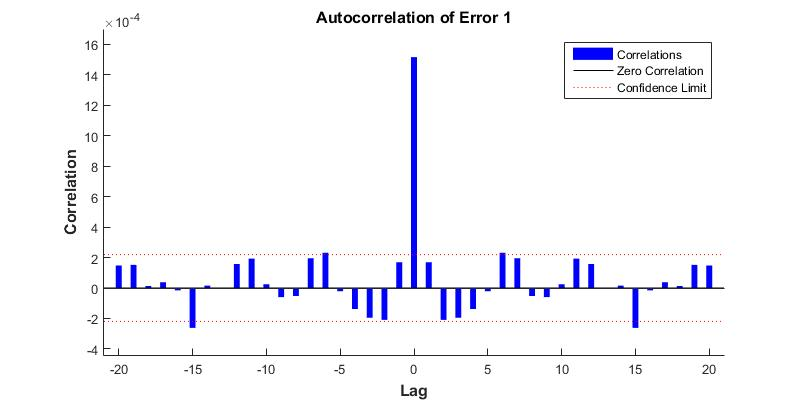 Autocorrelation of Error 1
×10⁻⁴
16
14
12
10
8
6
4
2
0
-2
-4
Correlation
Correlations
Zero Correlation
Confidence Limit
-20 -15 -10 -5 0 5 10 15 20
Lag